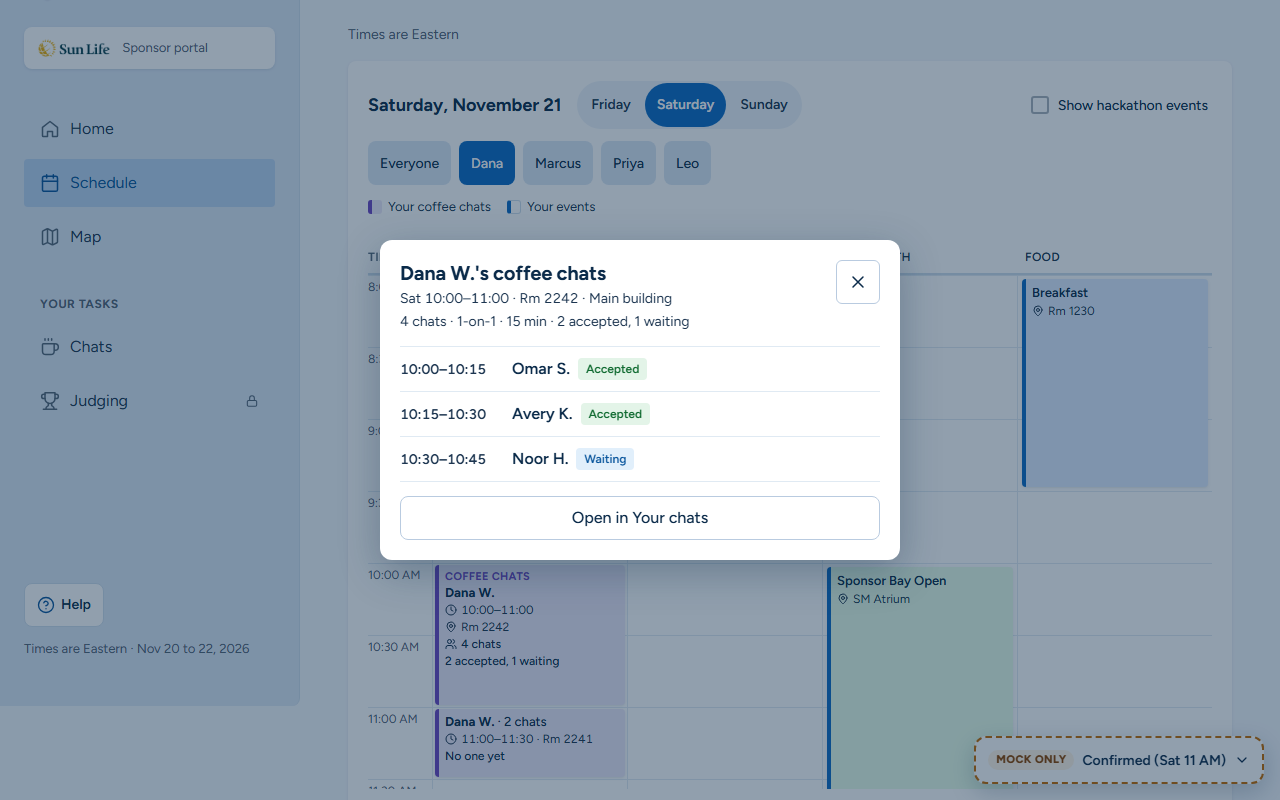 Sun Life Sponsor portal
Home
Schedule
Map
YOUR TASKS
Chats
Judging
Help
Times are Eastern · Nov 20 to 22, 2026
Times are Eastern
Saturday, November 21
Friday Saturday Sunday
Show hackathon events
Everyone Dana Marcus Priya Leo
Your coffee chats Your events
FOOD
Breakfast
Rm 1230
Dana W.'s coffee chats
Sat 10:00–11:00 · Rm 2242 · Main building
4 chats · 1-on-1 · 15 min · 2 accepted, 1 waiting
10:00–10:15 Omar S. Accepted
10:15–10:30 Avery K. Accepted
10:30–10:45 Noor H. Waiting
Open in Your chats
10:00 AM
10:30 AM
11:00 AM
COFFEE CHATS
Dana W.
10:00–11:00
Rm 2242
4 chats
2 accepted, 1 waiting
Dana W. · 2 chats
11:00–11:30 · Rm 2241
No one yet
Sponsor Bay Open
SM Atrium
MOCK ONLY Confirmed (Sat 11 AM)